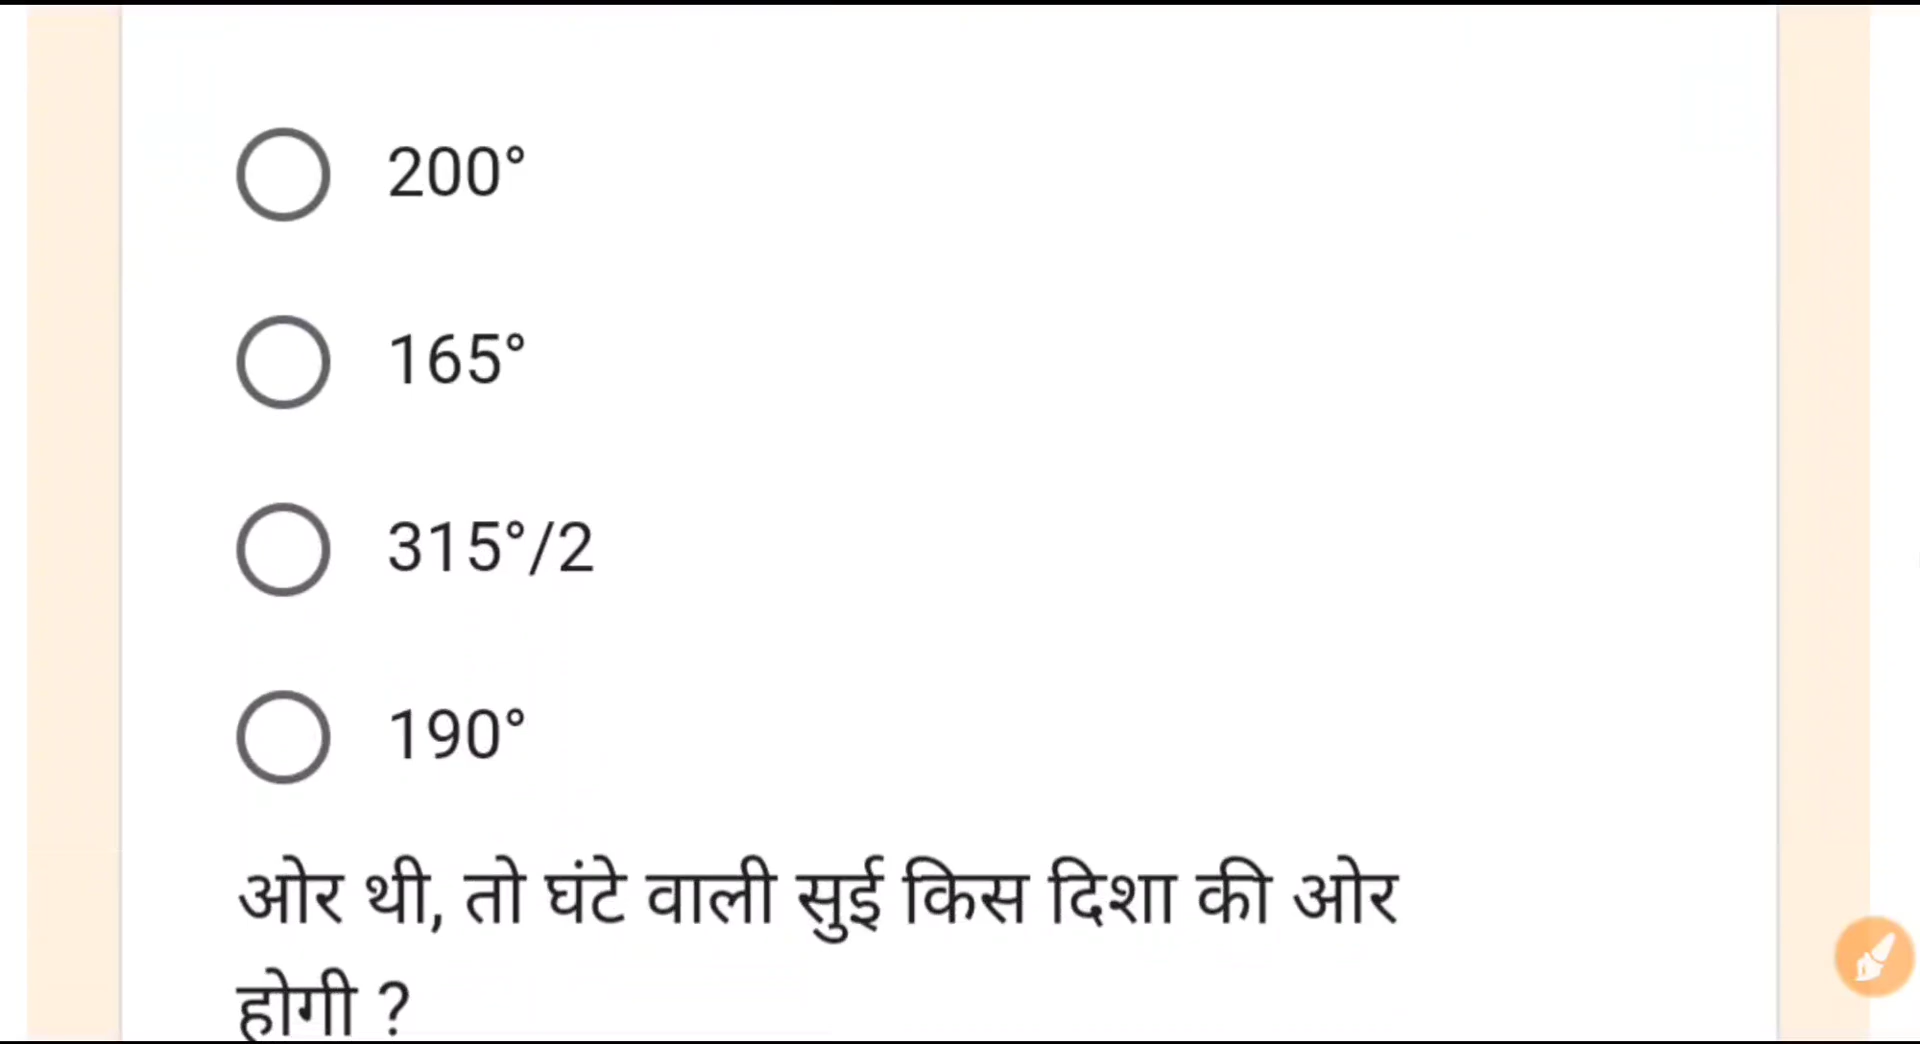 200°
165°
315°/2
190°
ओर थी, तो घंटे वाली सुई किस दिशा की ओर
होगी ?